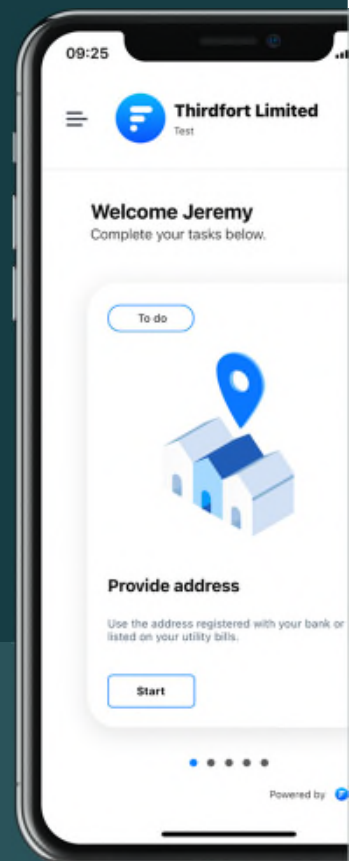 09:25
Thirdfort Limited
Test
Welcome Jeremy
Complete your tasks below.
To do
Provide address
Use the address registered with your bank or
listed on your utility bills.
Start
Powered by